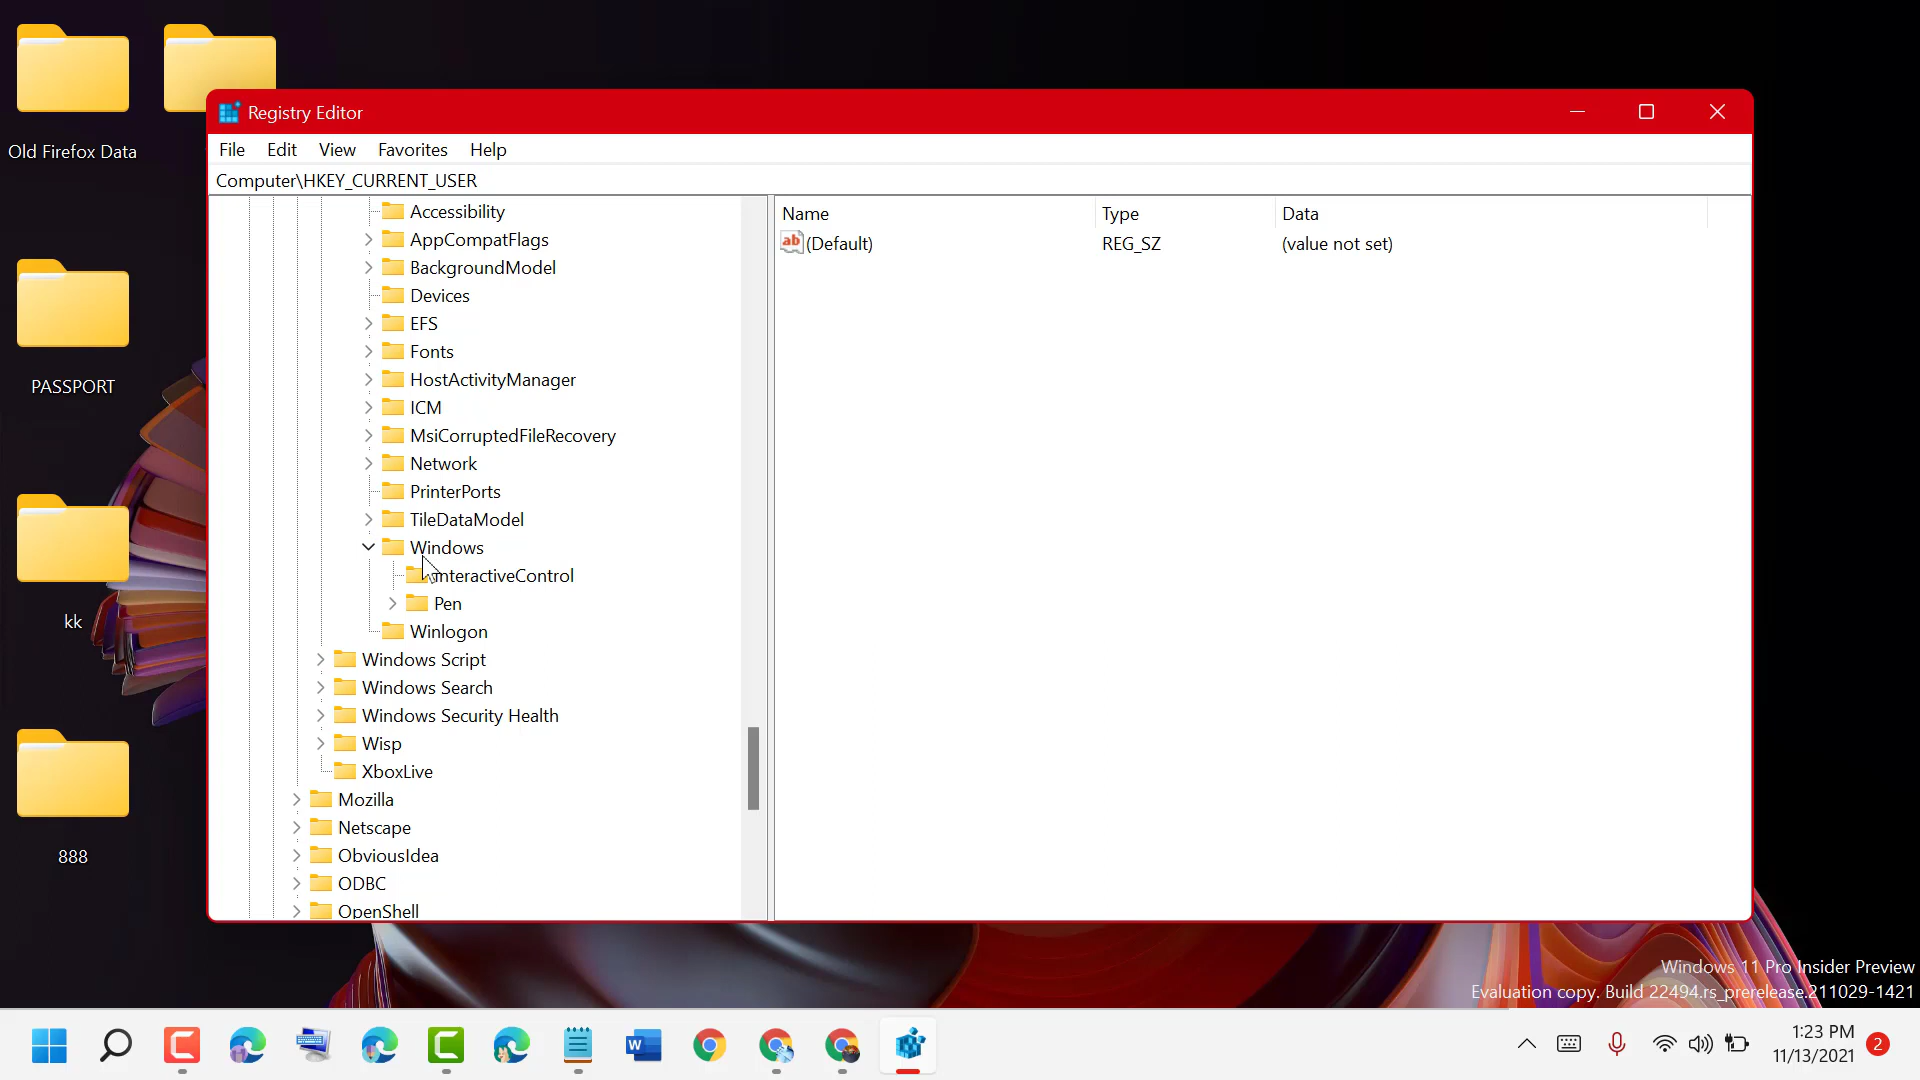 Old Firefox Data
PASSPORT
kk
888
Registry Editor
File Edit View Favorites Help
Computer\HKEY_CURRENT_USER
Accessibility
AppCompatFlags
BackgroundModel
Devices
EFS
Fonts
HostActivityManager
ICM
MsiCorruptedFileRecovery
Network
PrinterPorts
TileDataModel
Windows
InteractiveControl
Pen
Winlogon
Windows Script
Windows Search
Windows Security Health
Wisp
XboxLive
Mozilla
Netscape
ObviousIdea
ODBC
OpenShell
Name Type Data
ab (Default) REG_SZ (value not set)
Windows 11 Pro Insider Preview
Evaluation copy. Build 22494.rs_prerelease.211029-1421
W
1:23 PM
11/13/2021
2